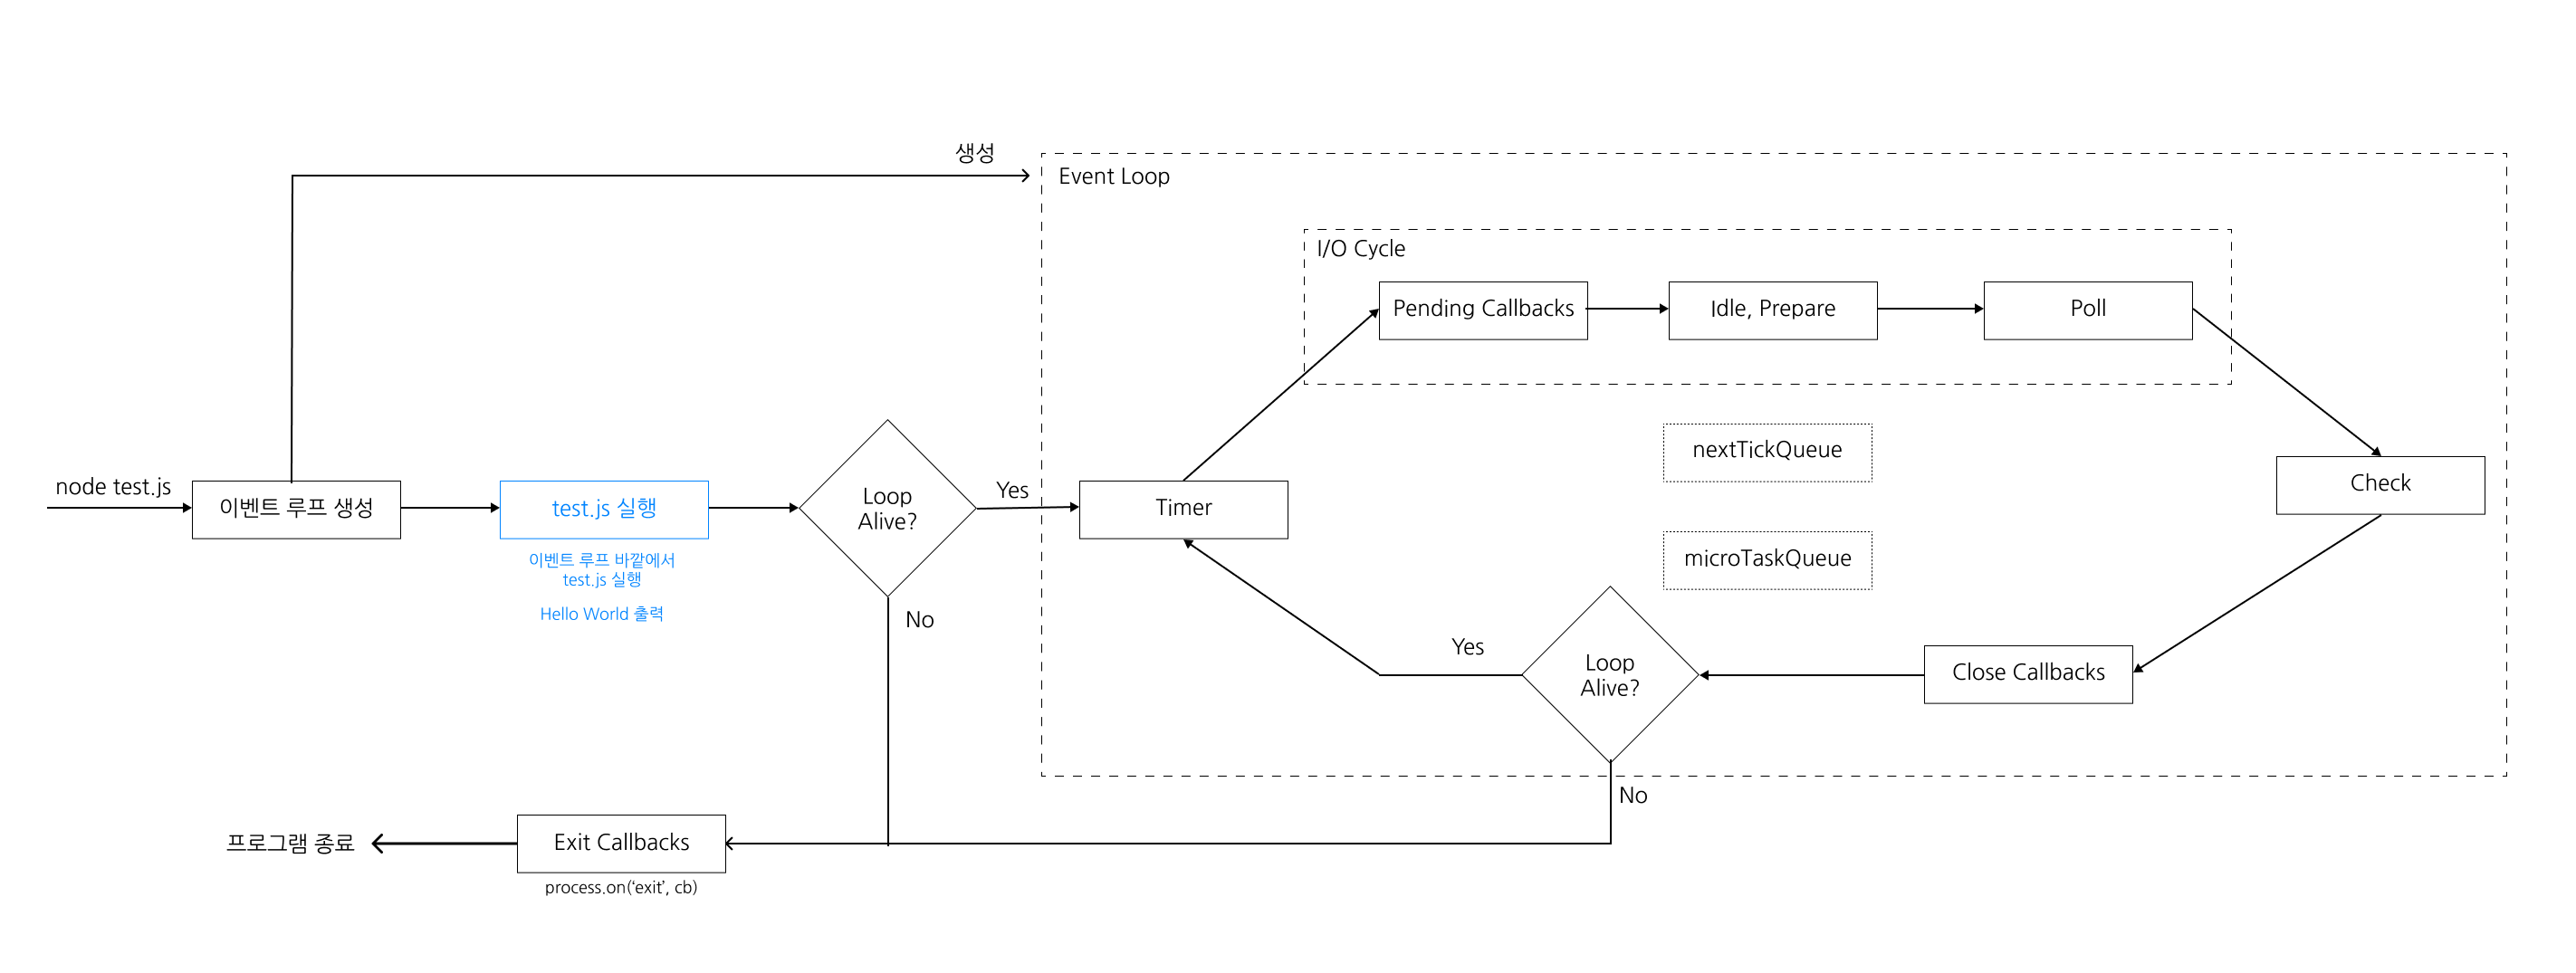 생성
Event Loop
I/O Cycle
Pending Callbacks
Idle, Prepare
Poll
nextTickQueue
microTaskQueue
Check
node test.js
이벤트 루프 생성
test.js 실행
이벤트 루프 바깥에서
test.js 실행
Hello World 출력
Loop
Alive?
Yes
No
Timer
Yes
Loop
Alive?
Close Callbacks
No
프로그램 종료
Exit Callbacks
process.on(‘exit’, cb)